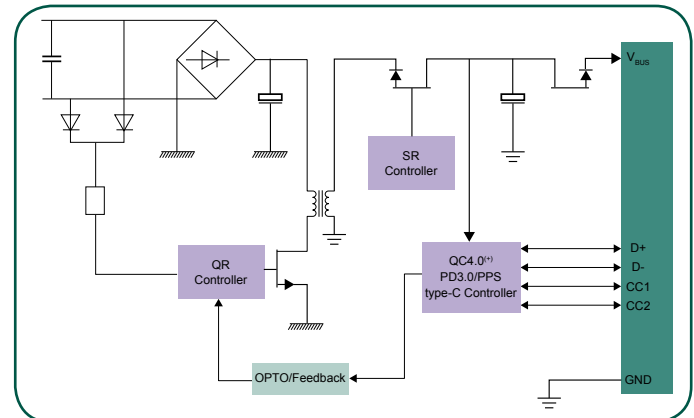 VBUS
SR
Controller
QR
Controller
QC4.0(+)
PD3.0/PPS
type-C Controller
D+
D-
CC1
CC2
OPTO/Feedback
GND